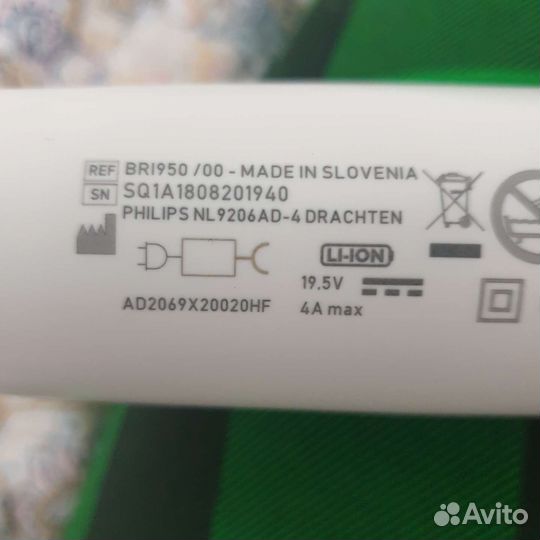 REF BRI950 /00 - MADE IN SLOVENIA
SN SQ1A1808201940
PHILIPS NL9206AD-4 DRACHTEN
LI-ION
19.5V
AD2069X20020HF
4A max
Avito